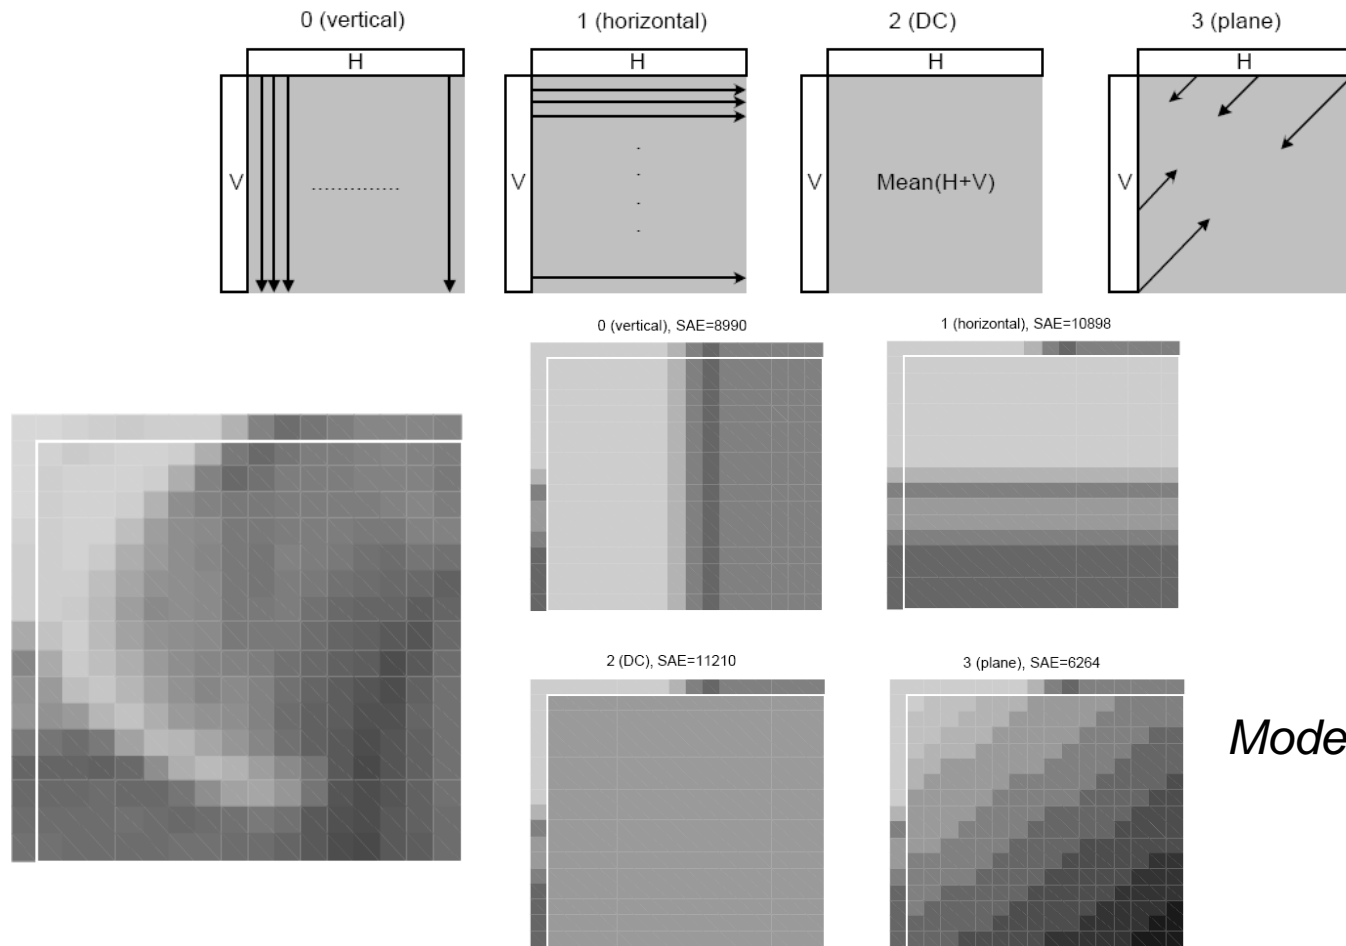 0 (vertical)
1 (horizontal)
2 (DC)
3 (plane)
H
H
H
H
V
V
V
V
Mean(H+V)
0 (vertical), SAE=8990
1 (horizontal), SAE=10898
2 (DC), SAE=11210
3 (plane), SAE=6264
Mode